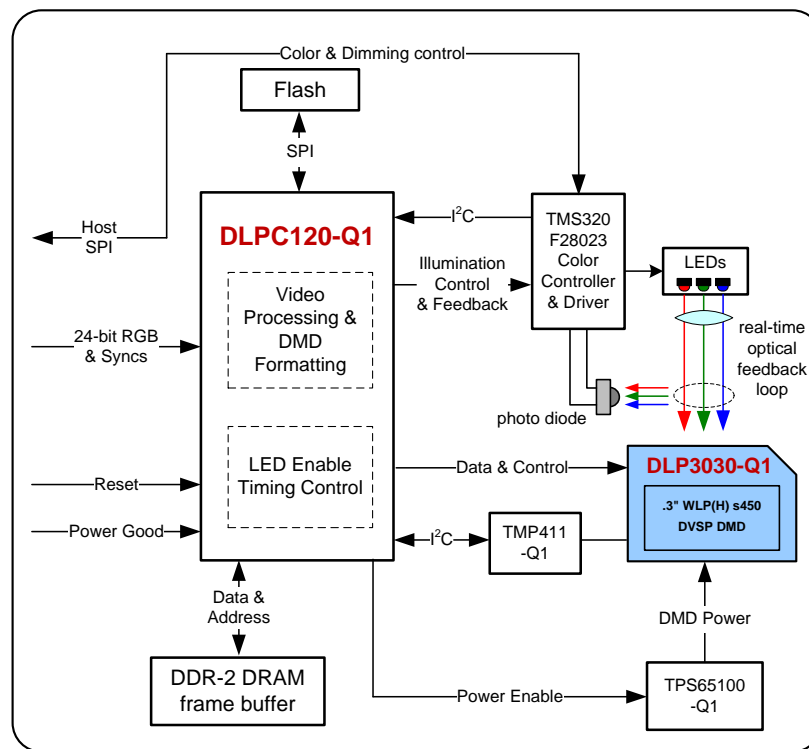 Color & Dimming control
Flash
SPI
Host
SPI
DLPC120-Q1
I²C
TMS320
F28023
Color
Controller
& Driver
LEDs
Video
Processing &
DMD
Formatting
Illumination
Control
& Feedback
24-bit RGB
& Syncs
real-time
optical
feedback
loop
photo diode
LED Enable
Timing Control
Data & Control
DLP3030-Q1
.3" WLP(H) s450
DVSP DMD
Reset
Power Good
I²C
TMP411
-Q1
Data &
Address
DMD Power
DDR-2 DRAM
frame buffer
Power Enable
TPS65100
-Q1